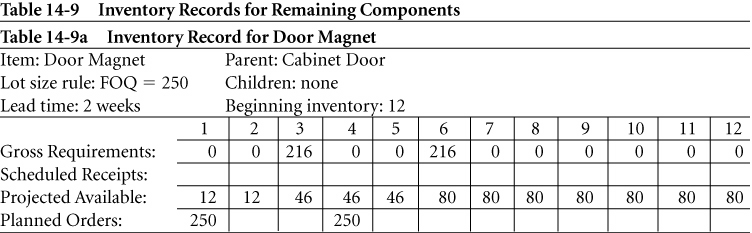 Table 14-9 Inventory Records for Remaining Components
Table 14-9a Inventory Record for Door Magnet
Item: Door Magnet Parent: Cabinet Door
Lot size rule: FOQ = 250 Children: none
Lead time: 2 weeks Beginning inventory: 12
1 2 3 4 5 6 7 8 9 10 11 12
Gross Requirements: 0 0 216 0 0 216 0 0 0 0 0 0
Scheduled Receipts:
Projected Available: 12 12 46 46 46 80 80 80 80 80 80 80
Planned Orders: 250 250